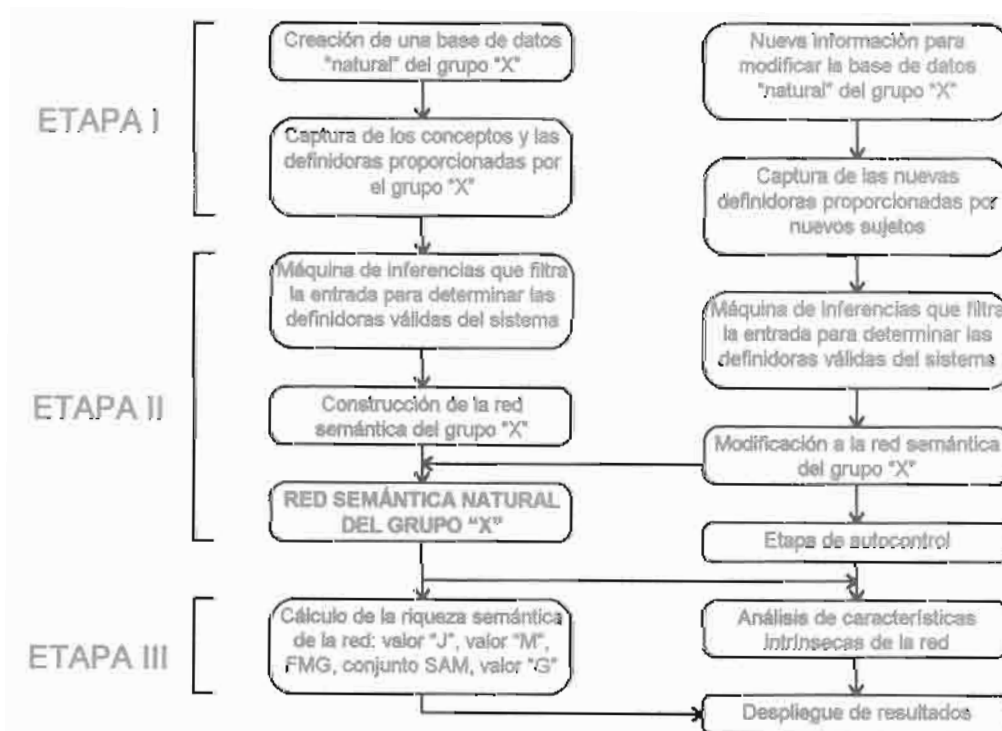 ETAPA I
Creación de una base de datos
"natural" del grupo "X"
Captura de los conceptos y las
definidoras proporcionadas por
el grupo "X"
ETAPA II
Máquina de inferencias que filtra
la entrada para determinar las
definidoras válidas del sistema
Construcción de la red
semántica del grupo "X"
RED SEMÁNTICA NATURAL
DEL GRUPO "X"
ETAPA III
Cálculo de la riqueza semántica
de la red: valor "J", valor "M",
FMG, conjunto SAM, valor "G"
Nueva información para
modificar la base de datos
"natural" del grupo "X"
Captura de las nuevas
definidoras proporcionadas por
nuevos sujetos
Máquina de inferencias que filtra
la entrada para determinar las
definidoras válidas del sistema
Modificación a la red semántica
del grupo "X"
Etapa de autocontrol
Análisis de características
intrínsecas de la red
Despliegue de resultados